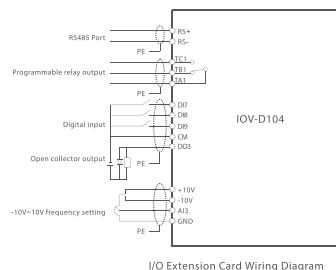 RS485 Port
RS+
RS-
PE
Programmable relay output
TC1
TB1
TA1
PE
Digital input
DI7
DI8
DI9
CM
DO3
Open collector output
PE
IOV-D104
-10V~10V frequency setting
+10V
-10V
AI3
GND
PE
I/O Extension Card Wiring Diagram